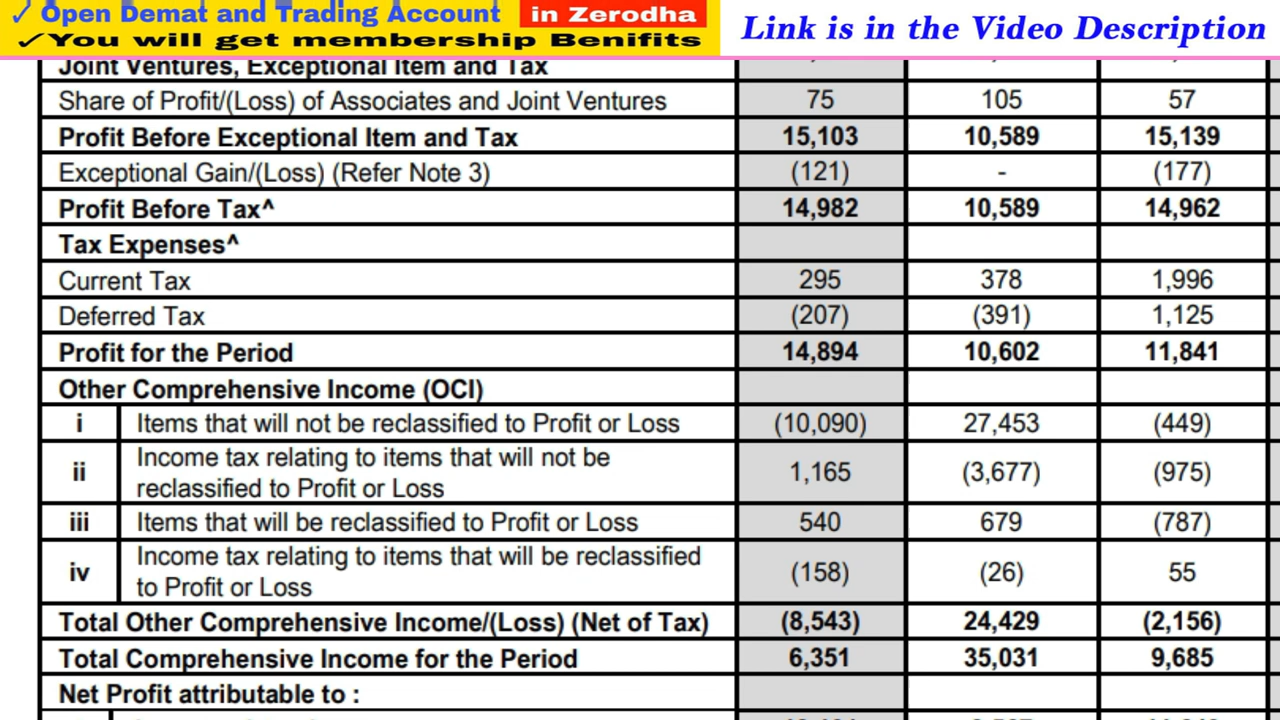 ✓ Open Demat and Trading Account in Zerodha
✓You will get membership Benifits
Link is in the Video Description
Joint Ventures, Exceptional Item and Tax
Share of Profit/(Loss) of Associates and Joint Ventures 75 105 57
Profit Before Exceptional Item and Tax 15,103 10,589 15,139
Exceptional Gain/(Loss) (Refer Note 3) (121) - (177)
Profit Before Tax^ 14,982 10,589 14,962
Tax Expenses^
Current Tax 295 378 1,996
Deferred Tax (207) (391) 1,125
Profit for the Period 14,894 10,602 11,841
Other Comprehensive Income (OCI)
i Items that will not be reclassified to Profit or Loss (10,090) 27,453 (449)
ii Income tax relating to items that will not be
reclassified to Profit or Loss 1,165 (3,677) (975)
iii Items that will be reclassified to Profit or Loss 540 679 (787)
iv Income tax relating to items that will be reclassified
to Profit or Loss (158) (26) 55
Total Other Comprehensive Income/(Loss) (Net of Tax) (8,543) 24,429 (2,156)
Total Comprehensive Income for the Period 6,351 35,031 9,685
Net Profit attributable to :